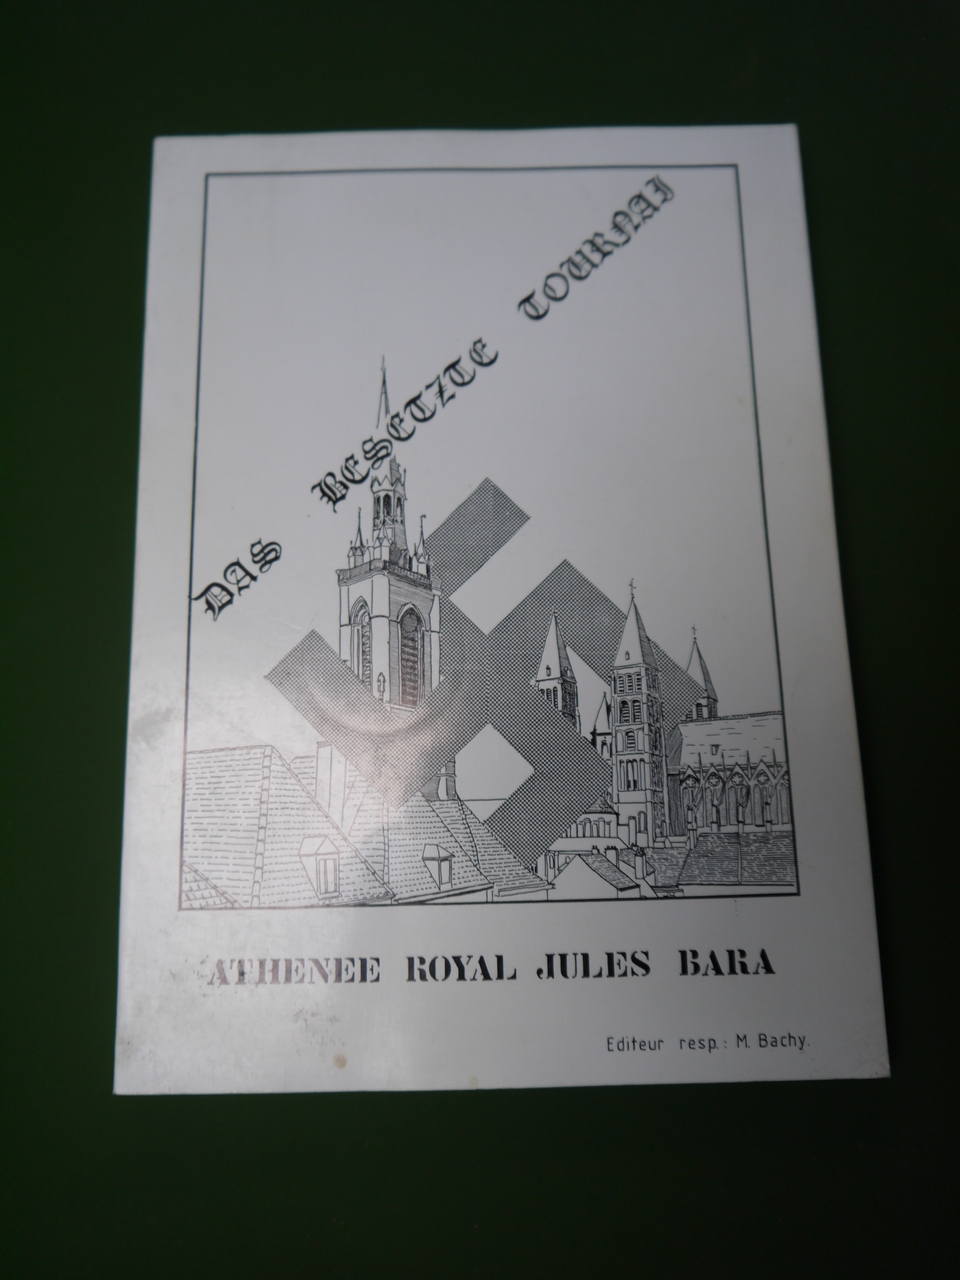 DAS BESETZTE TOURNAI
ATHENEE ROYAL JULES BARA
Editeur resp.: M. Bachy.